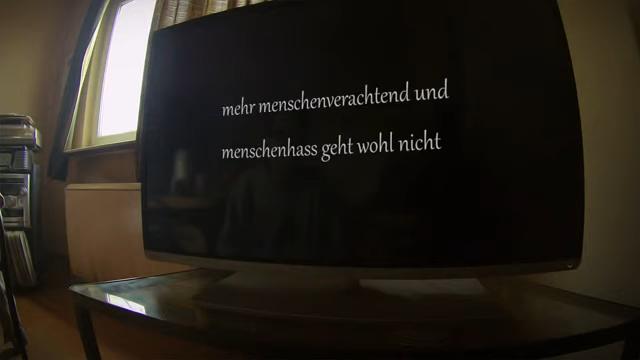 mehr menschenverachtend und
menschenhass geht wohl nicht